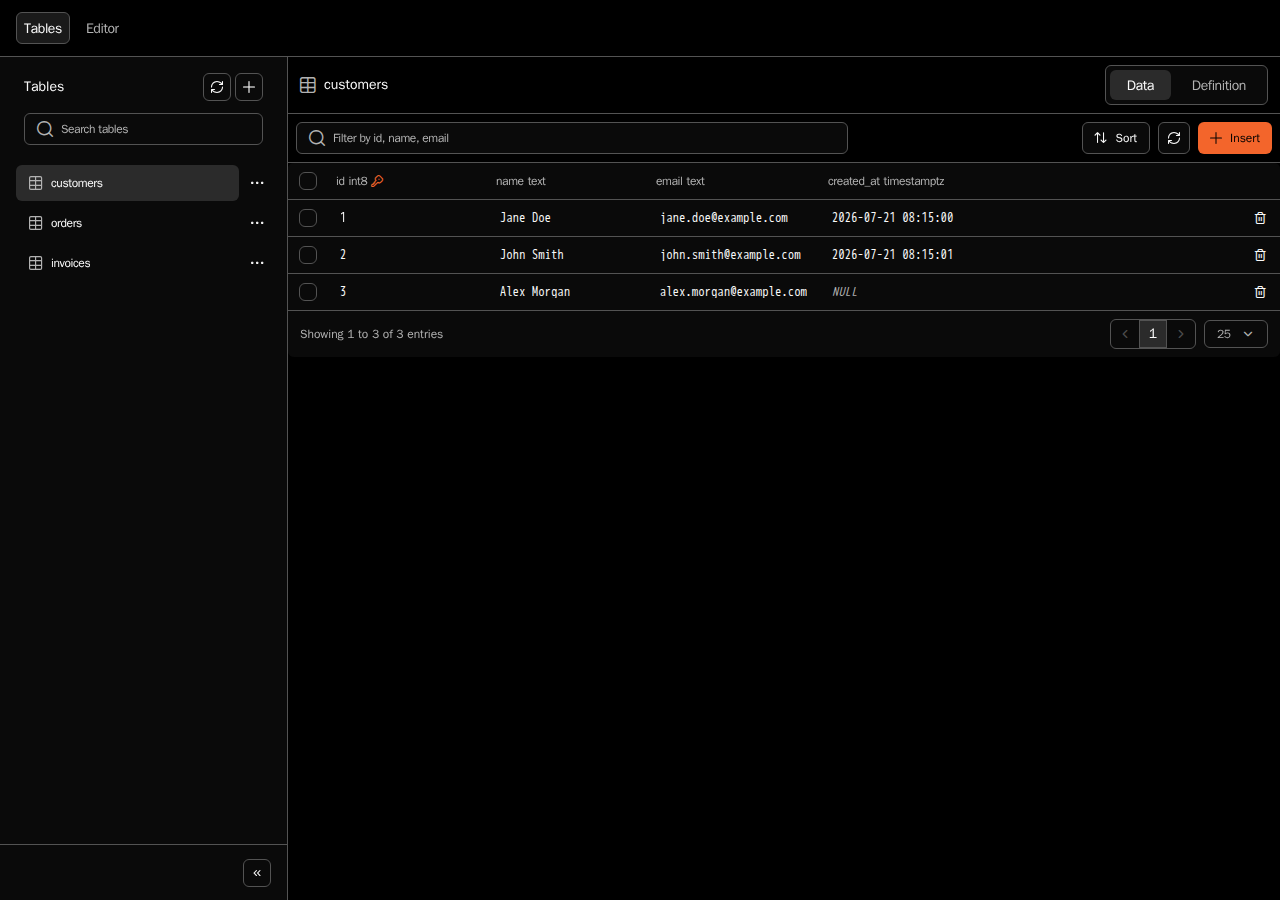 Tables Editor
Tables
Search tables
customers
orders
invoices
customers
Data Definition
Filter by id, name, email
Sort Insert
id int8 name text email text created_at timestamptz
1 Jane Doe jane.doe@example.com 2026-07-21 08:15:00
2 John Smith john.smith@example.com 2026-07-21 08:15:01
3 Alex Morgan alex.morgan@example.com NULL
Showing 1 to 3 of 3 entries
1 25